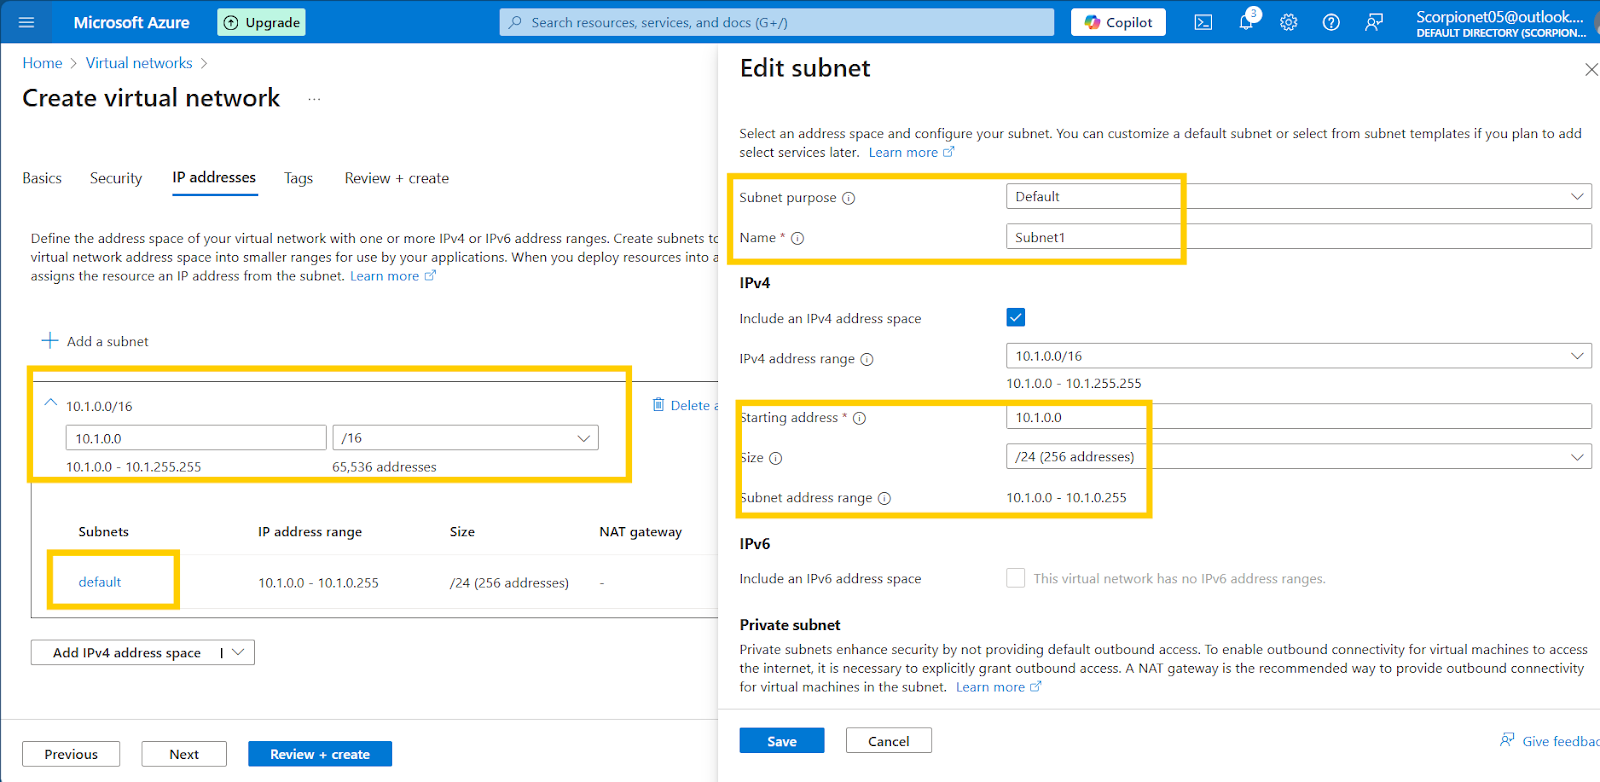 Microsoft Azure
Upgrade
Search resources, services, and docs (G+/)
Copilot
3
Scorpionet05@outlook....
DEFAULT DIRECTORY (SCORPION...
Home > Virtual networks >
Create virtual network ...
Basics Security IP addresses Tags Review + create
Define the address space of your virtual network with one or more IPv4 or IPv6 address ranges. Create subnets to
virtual network address space into smaller ranges for use by your applications. When you deploy resources into a
assigns the resource an IP address from the subnet. Learn more
+ Add a subnet
10.1.0.0/16
Delete a
10.1.0.0 /16
10.1.0.0 - 10.1.255.255 65,536 addresses
Subnets IP address range Size NAT gateway
default 10.1.0.0 - 10.1.0.255 /24 (256 addresses) -
Add IPv4 address space |
Previous Next Review + create
Edit subnet
Select an address space and configure your subnet. You can customize a default subnet or select from subnet templates if you plan to add
select services later. Learn more
Subnet purpose Default
Name * Subnet1
IPv4
Include an IPv4 address space
IPv4 address range 10.1.0.0/16
10.1.0.0 - 10.1.255.255
Starting address * 10.1.0.0
Size /24 (256 addresses)
Subnet address range 10.1.0.0 - 10.1.0.255
IPv6
Include an IPv6 address space This virtual network has no IPv6 address ranges.
Private subnet
Private subnets enhance security by not providing default outbound access. To enable outbound connectivity for virtual machines to access
the internet, it is necessary to explicitly grant outbound access. A NAT gateway is the recommended way to provide outbound connectivity
for virtual machines in the subnet. Learn more
Save Cancel
Give feedbac